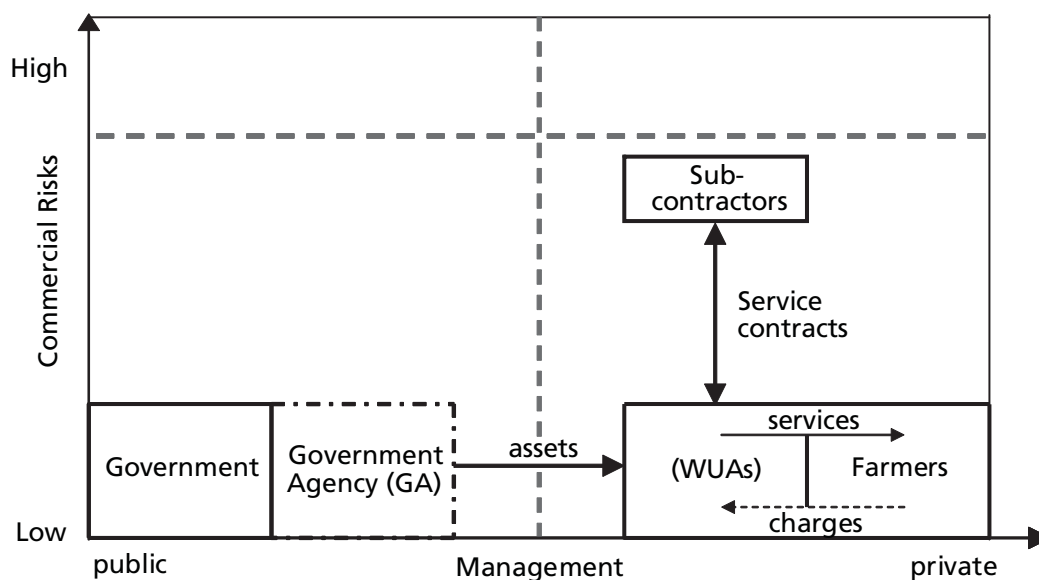 High
Commercial Risks
Sub-
contractors
Service
contracts
Government
Government
Agency (GA)
assets
services
(WUAs)
Farmers
charges
Low
public
Management
private